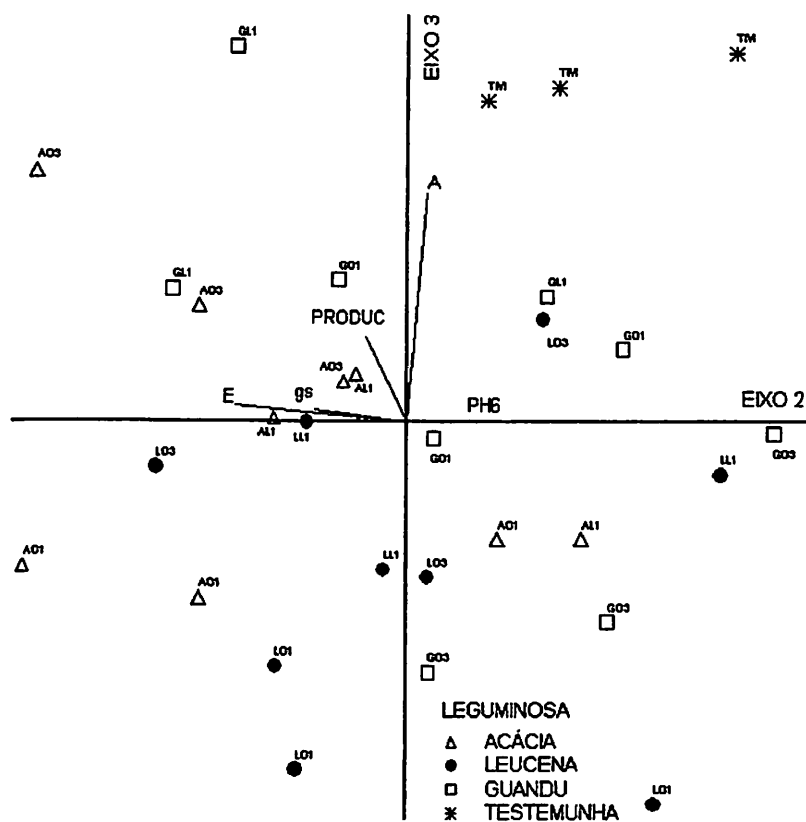 GL1
EIXO 3
TM
TM
TM
AO3
A
GL1
AO3
GO1
PRODUC
GL1
LO3
GO1
AO3
AL1
E
gs
PH6
EIXO 2
AL1
LL1
GO1
GO3
LO3
LL1
AO1
AL1
AO1
LL1
LO3
AO1
GO3
LO1
GO3
LEGUMINOSA
ACÁCIA
LEUCENA
GUANDU
TESTEMUNHA
LO1
LO1